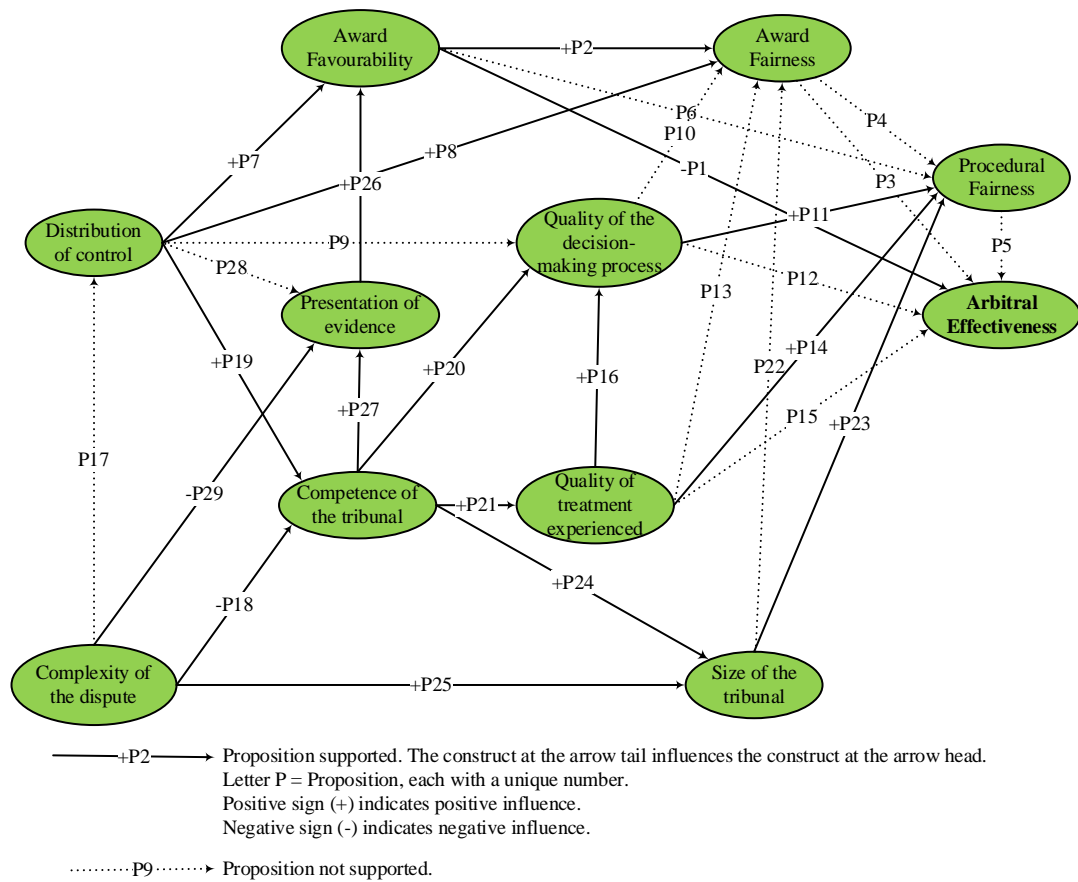 Award
Favourability
+P2
Award
Fairness
P6
P10
P4
+P7
+P8
-P1
P3
Procedural
Fairness
+P26
Distribution
of control
P9
Quality of the
decision-
making process
+P11
P5
P28
P12
P13
Presentation of
evidence
Arbitral
Effectiveness
+P19
+P20
+P14
P22
+P16
+P27
P15
+P23
P17
-P29
Competence of
the tribunal
+P21
Quality of
treatment
experienced
+P24
-P18
Complexity of
the dispute
+P25
Size of the
tribunal
+P2
Proposition supported. The construct at the arrow tail influences the construct at the arrow head.
Letter P = Proposition, each with a unique number.
Positive sign (+) indicates positive influence.
Negative sign (-) indicates negative influence.
P9
Proposition not supported.